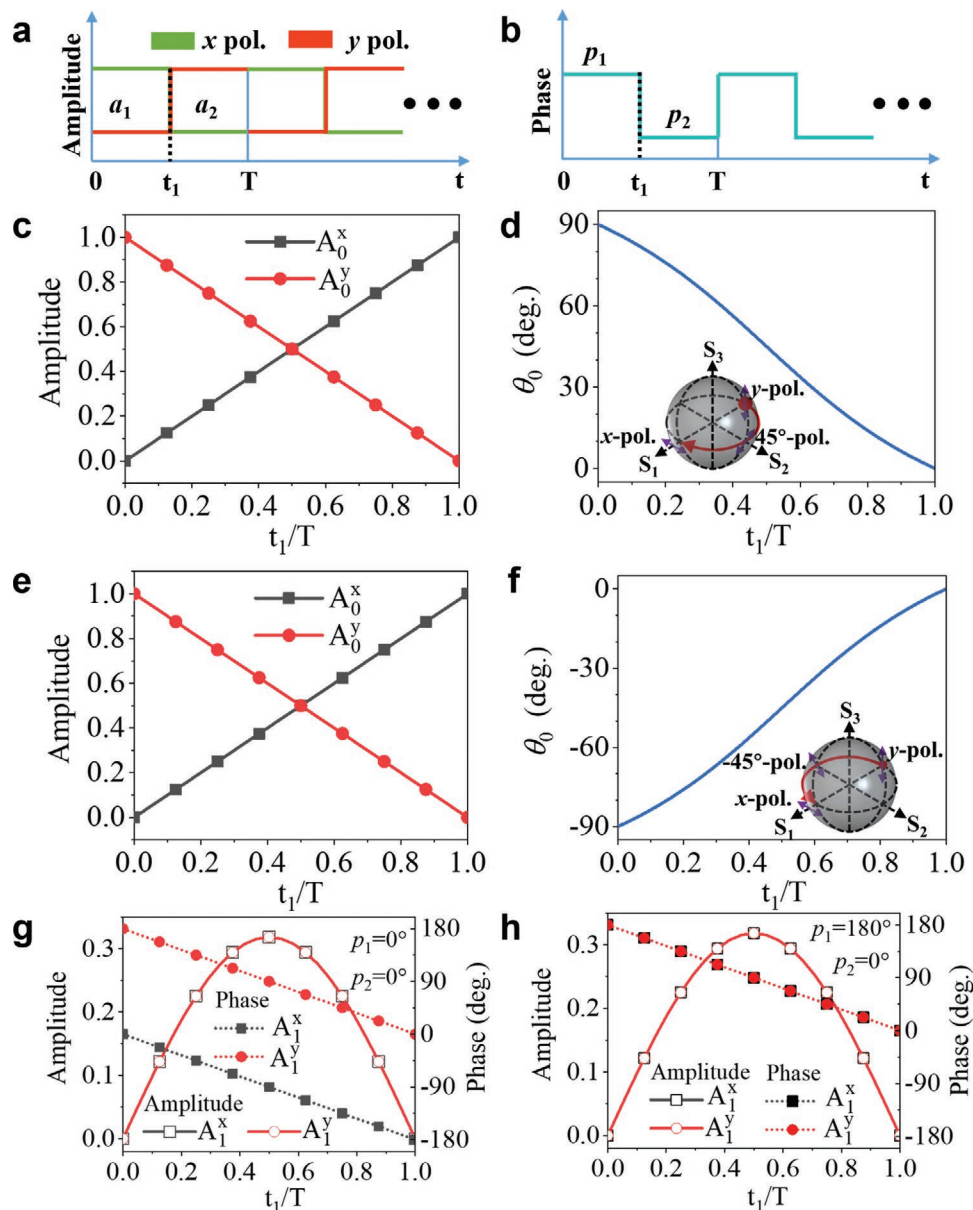 a
x pol.
y pol.
Amplitude
a₁
a₂
0
t₁
T
t
b
Phase
p₁
p₂
0
t₁
T
t
c
Amplitude
1.0
0.8
0.6
0.4
0.2
0.0
A₀ˣ
A₀ʸ
0.0 0.2 0.4 0.6 0.8 1.0
t₁/T
d
θ₀ (deg.)
90
60
30
0
S₃
y-pol.
x-pol.
45°-pol.
S₁
S₂
0.0 0.2 0.4 0.6 0.8 1.0
t₁/T
e
Amplitude
1.0
0.8
0.6
0.4
0.2
0.0
A₀ˣ
A₀ʸ
0.0 0.2 0.4 0.6 0.8 1.0
t₁/T
f
θ₀ (deg.)
0
-30
-60
-90
S₃
-45°-pol.
y-pol.
x-pol.
S₁
S₂
0.0 0.2 0.4 0.6 0.8 1.0
t₁/T
g
Amplitude
0.3
0.2
0.1
0.0
p₁=0°
p₂=0°
Phase
A₁ˣ
A₁ʸ
Amplitude
A₁ˣ
A₁ʸ
180
90
0
-90
-180
Phase (deg.)
0.0 0.2 0.4 0.6 0.8 1.0
t₁/T
h
Amplitude
0.3
0.2
0.1
0.0
p₁=180°
p₂=0°
Amplitude Phase
A₁ˣ A₁ˣ
A₁ʸ A₁ʸ
180
90
0
-90
-180
Phase (deg.)
0.0 0.2 0.4 0.6 0.8 1.0
t₁/T